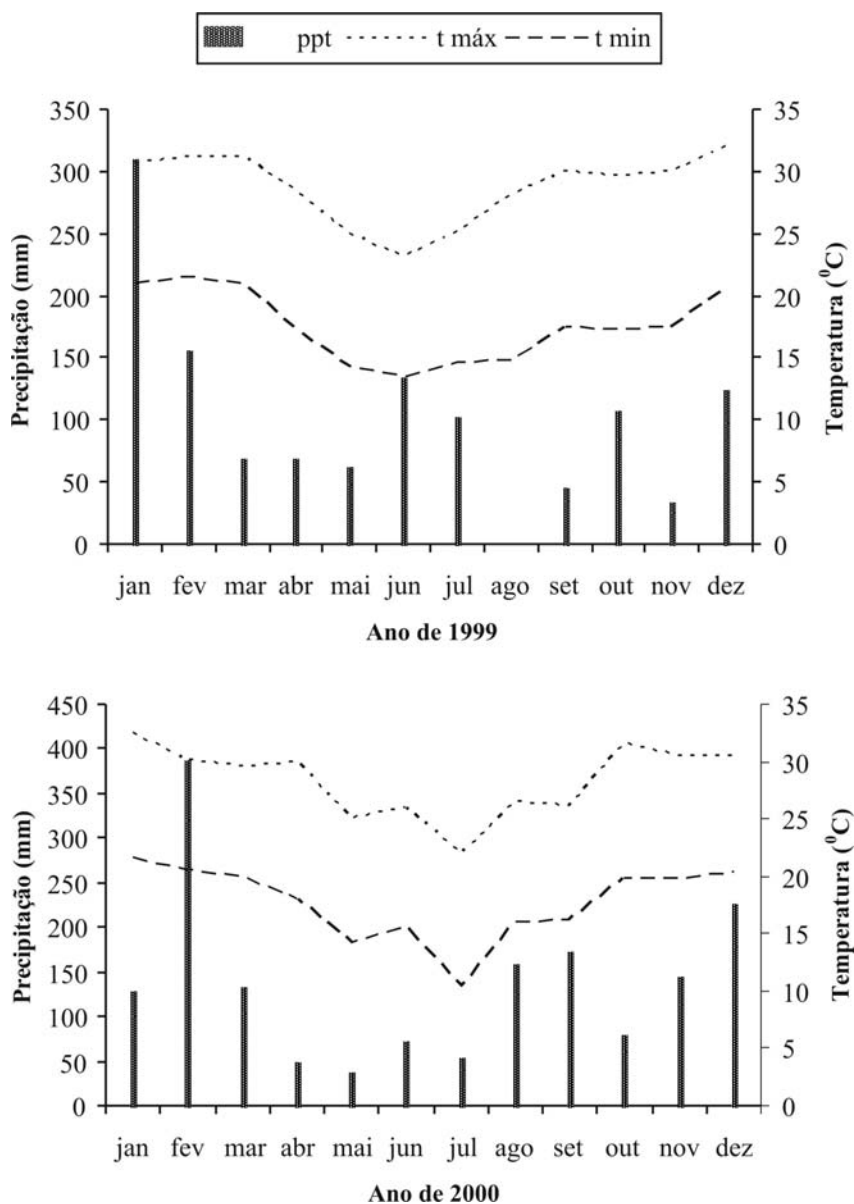 ppt t máx t min
350 35
300 30
250 25
200 20
150 15
100 10
50 5
0 0
Precipitação (mm)
Temperatura (⁰C)
jan fev mar abr mai jun jul ago set out nov dez
Ano de 1999
450 35
400 30
350 25
300 20
250 15
200 10
150 5
100 0
50
0
Precipitação (mm)
Temperatura (⁰C)
jan fev mar abr mai jun jul ago set out nov dez
Ano de 2000